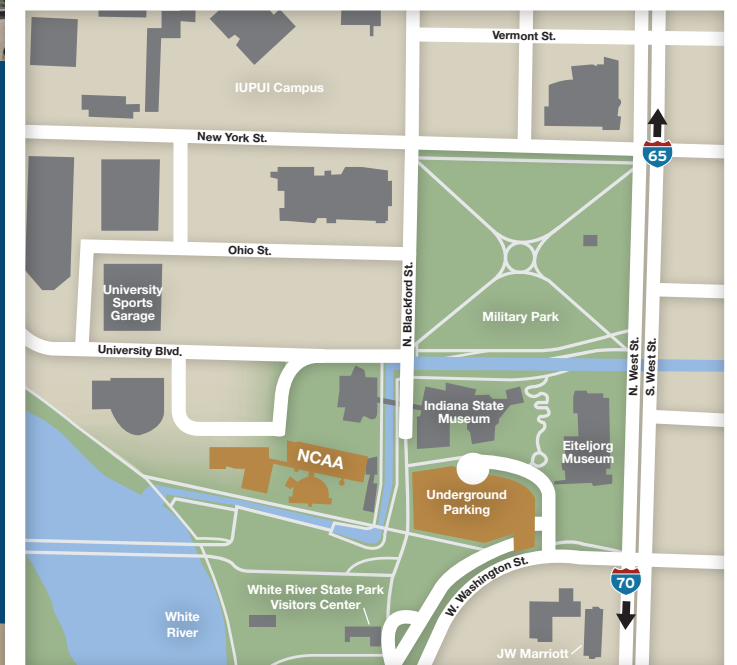 Vermont St.
IUPUI Campus
New York St.
65
Ohio St.
N. Blackford St.
University
Sports
Garage
Military Park
University Blvd.
N. West St.
S. West St.
Indiana State
Museum
Eiteljorg
Museum
NCAA
Underground
Parking
W. Washington St.
70
White River State Park
Visitors Center
White
River
JW Marriott